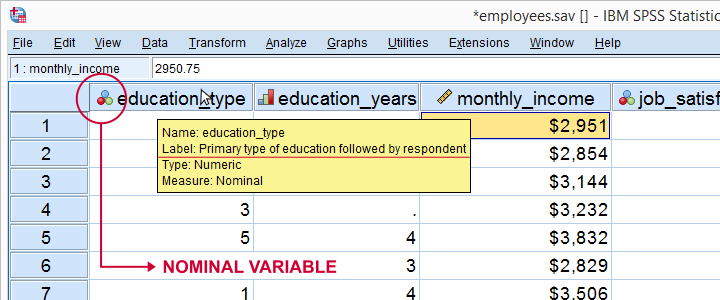 *employees.sav [] - IBM SPSS Statistic
File Edit View Data Transform Analyze Graphs Utilities Extensions Window Help
1 : monthly_income 2950.75
education_type education_years monthly_income job_satisf
1 $2,951
Name: education_type
Label: Primary type of education followed by respondent
Type: Numeric
Measure: Nominal
2 $2,854
3 $3,144
4 3 . $3,232
5 5 4 $3,832
6 3 $2,829
NOMINAL VARIABLE
7 1 4 $3,506